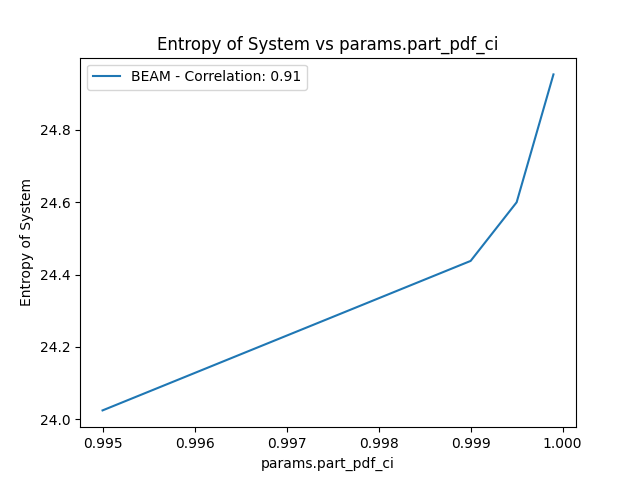 Entropy of System vs params.part_pdf_ci
BEAM - Correlation: 0.91
Entropy of System
24.8
24.6
24.4
24.2
24.0
0.995 0.996 0.997 0.998 0.999 1.000
params.part_pdf_ci